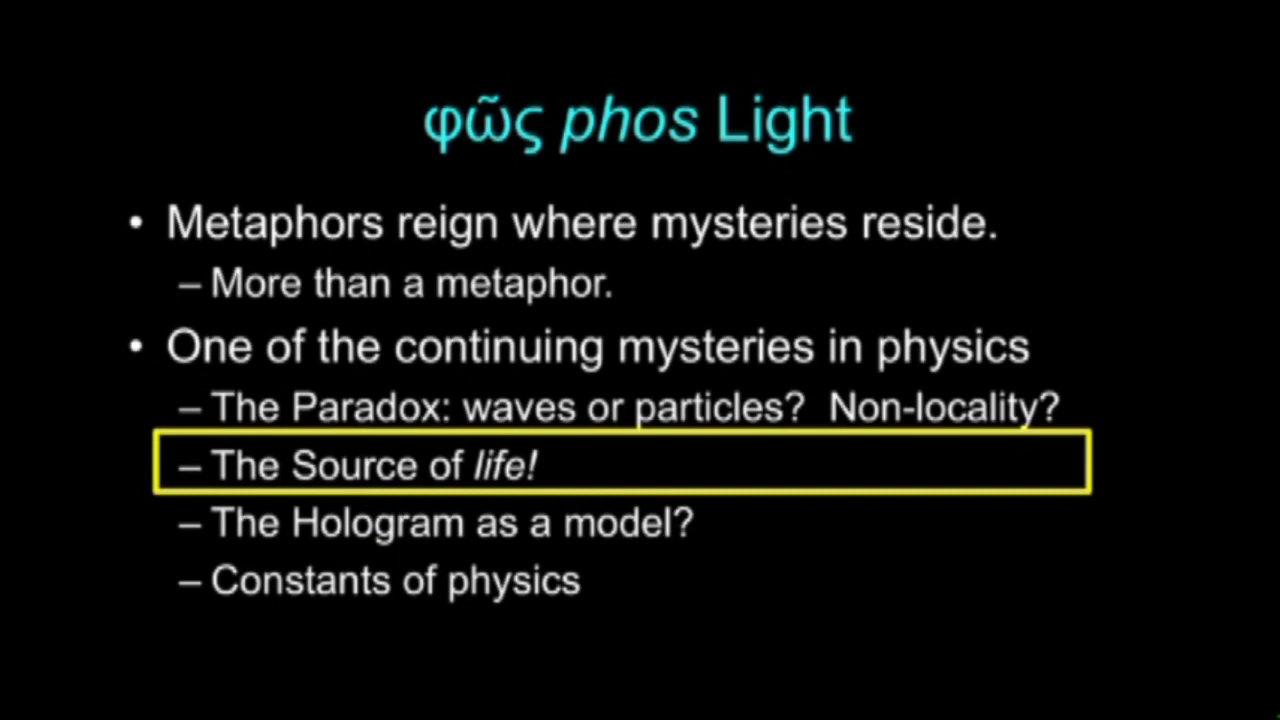 φῶς phos Light
• Metaphors reign where mysteries reside.
– More than a metaphor.
• One of the continuing mysteries in physics
– The Paradox: waves or particles?  Non-locality?
– The Source of life!
– The Hologram as a model?
– Constants of physics